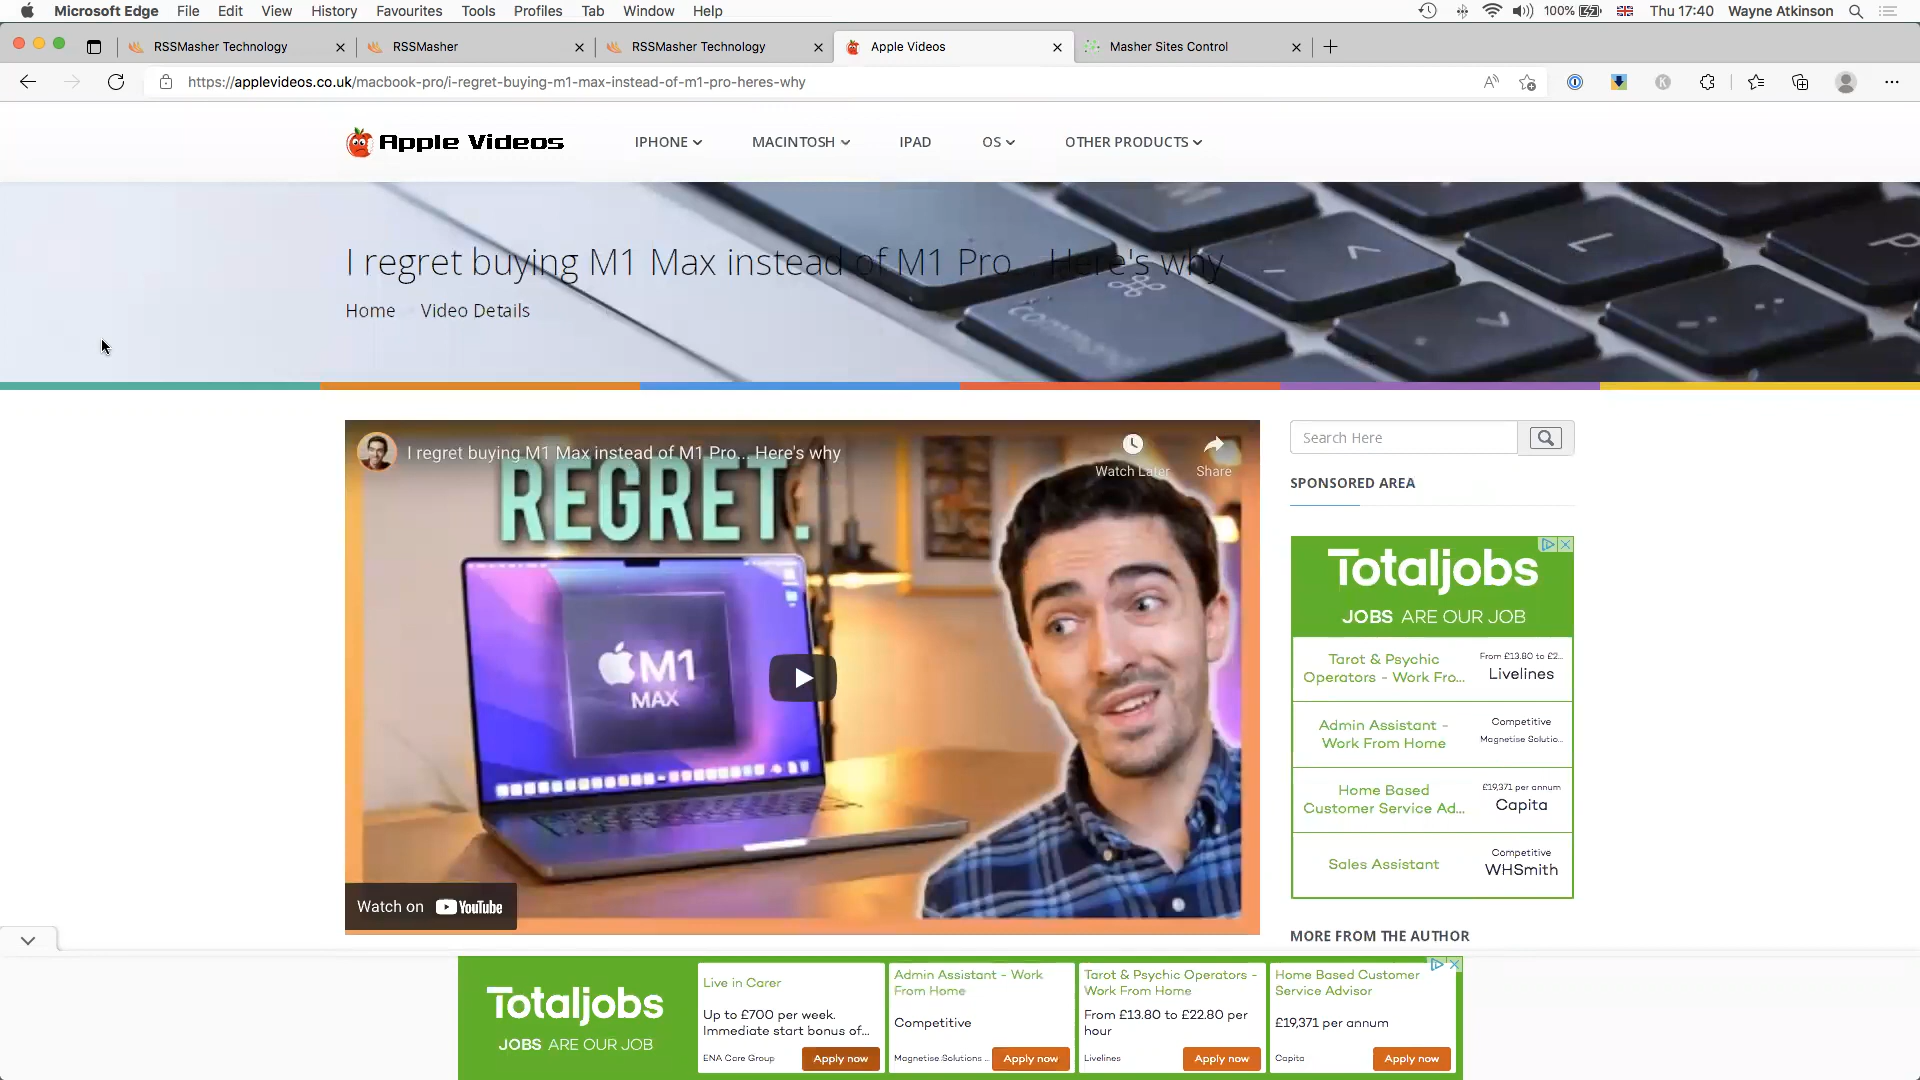 Microsoft Edge File Edit View History Favourites Tools Profiles Tab Window Help 100% Thu 17:40 Wayne Atkinson
RSSMasher Technology RSSMasher RSSMasher Technology Apple Videos Masher Sites Control
https://applevideos.co.uk/macbook-pro/i-regret-buying-m1-max-instead-of-m1-pro-heres-why
Apple Videos IPHONE MACINTOSH IPAD OS OTHER PRODUCTS
I regret buying M1 Max instead of M1 Pro... Here's why
Home Video Details
command
L
P
I regret buying M1 Max instead of M1 Pro... Here's why
Watch Later Share
REGRET.
M1
MAX
Watch on YouTube
Search Here
SPONSORED AREA
Totaljobs
JOBS ARE OUR JOB
Tarot & Psychic Operators - Work Fro...
From £13.80 to £2...
Livelines
Admin Assistant - Work From Home
Competitive
Magnetise Solutio...
Home Based Customer Service Ad...
£19,371 per annum
Capita
Sales Assistant
Competitive
WHSmith
MORE FROM THE AUTHOR
Totaljobs
JOBS ARE OUR JOB
Live in Carer
Up to £700 per week.
Immediate start bonus of...
ENA Care Group Apply now
Admin Assistant - Work
From Home
Competitive
Magnetise Solutions ... Apply now
Tarot & Psychic Operators -
Work From Home
From £13.80 to £22.80 per
hour
Livelines Apply now
Home Based Customer
Service Advisor
£19,371 per annum
Capita Apply now